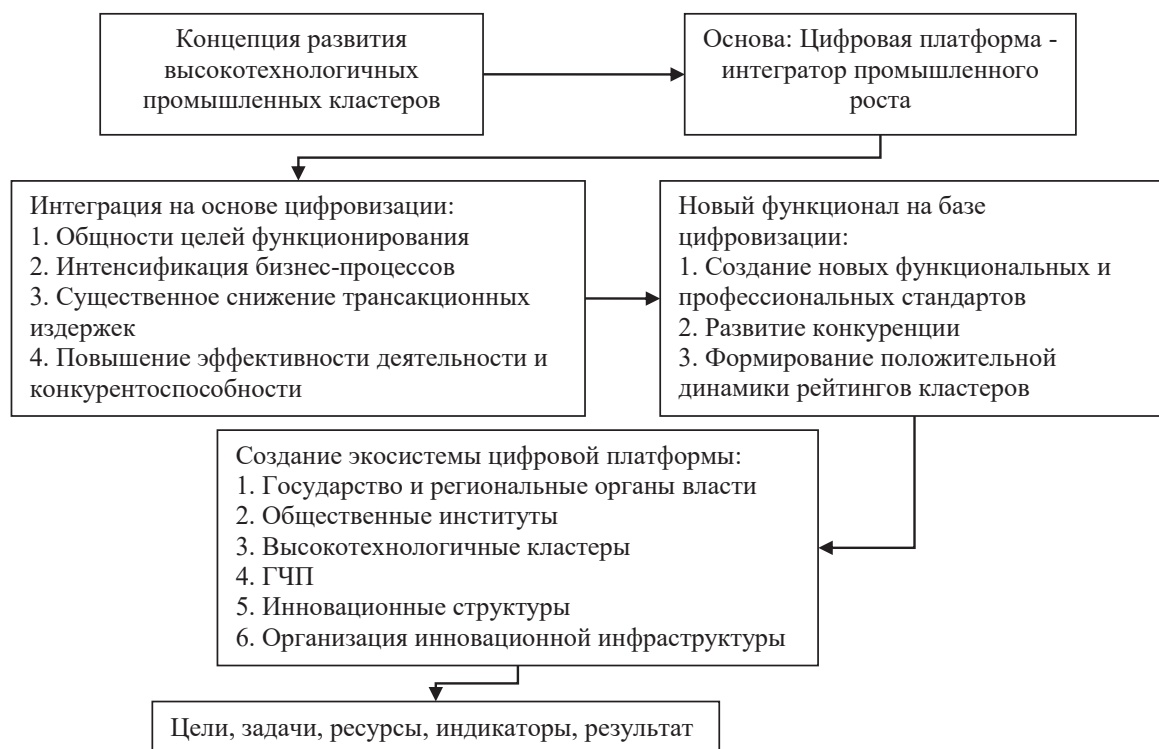 Концепция развития
высокотехнологичных
промышленных кластеров
Основа: Цифровая платформа -
интегратор промышленного
роста
Интеграция на основе цифровизации:
1. Общности целей функционирования
2. Интенсификация бизнес-процессов
3. Существенное снижение трансакционных
издержек
4. Повышение эффективности деятельности и
конкурентоспособности
Новый функционал на базе
цифровизации:
1. Создание новых функциональных и
профессиональных стандартов
2. Развитие конкуренции
3. Формирование положительной
динамики рейтингов кластеров
Создание экосистемы цифровой платформы:
1. Государство и региональные органы власти
2. Общественные институты
3. Высокотехнологичные кластеры
4. ГЧП
5. Инновационные структуры
6. Организация инновационной инфраструктуры
Цели, задачи, ресурсы, индикаторы, результат